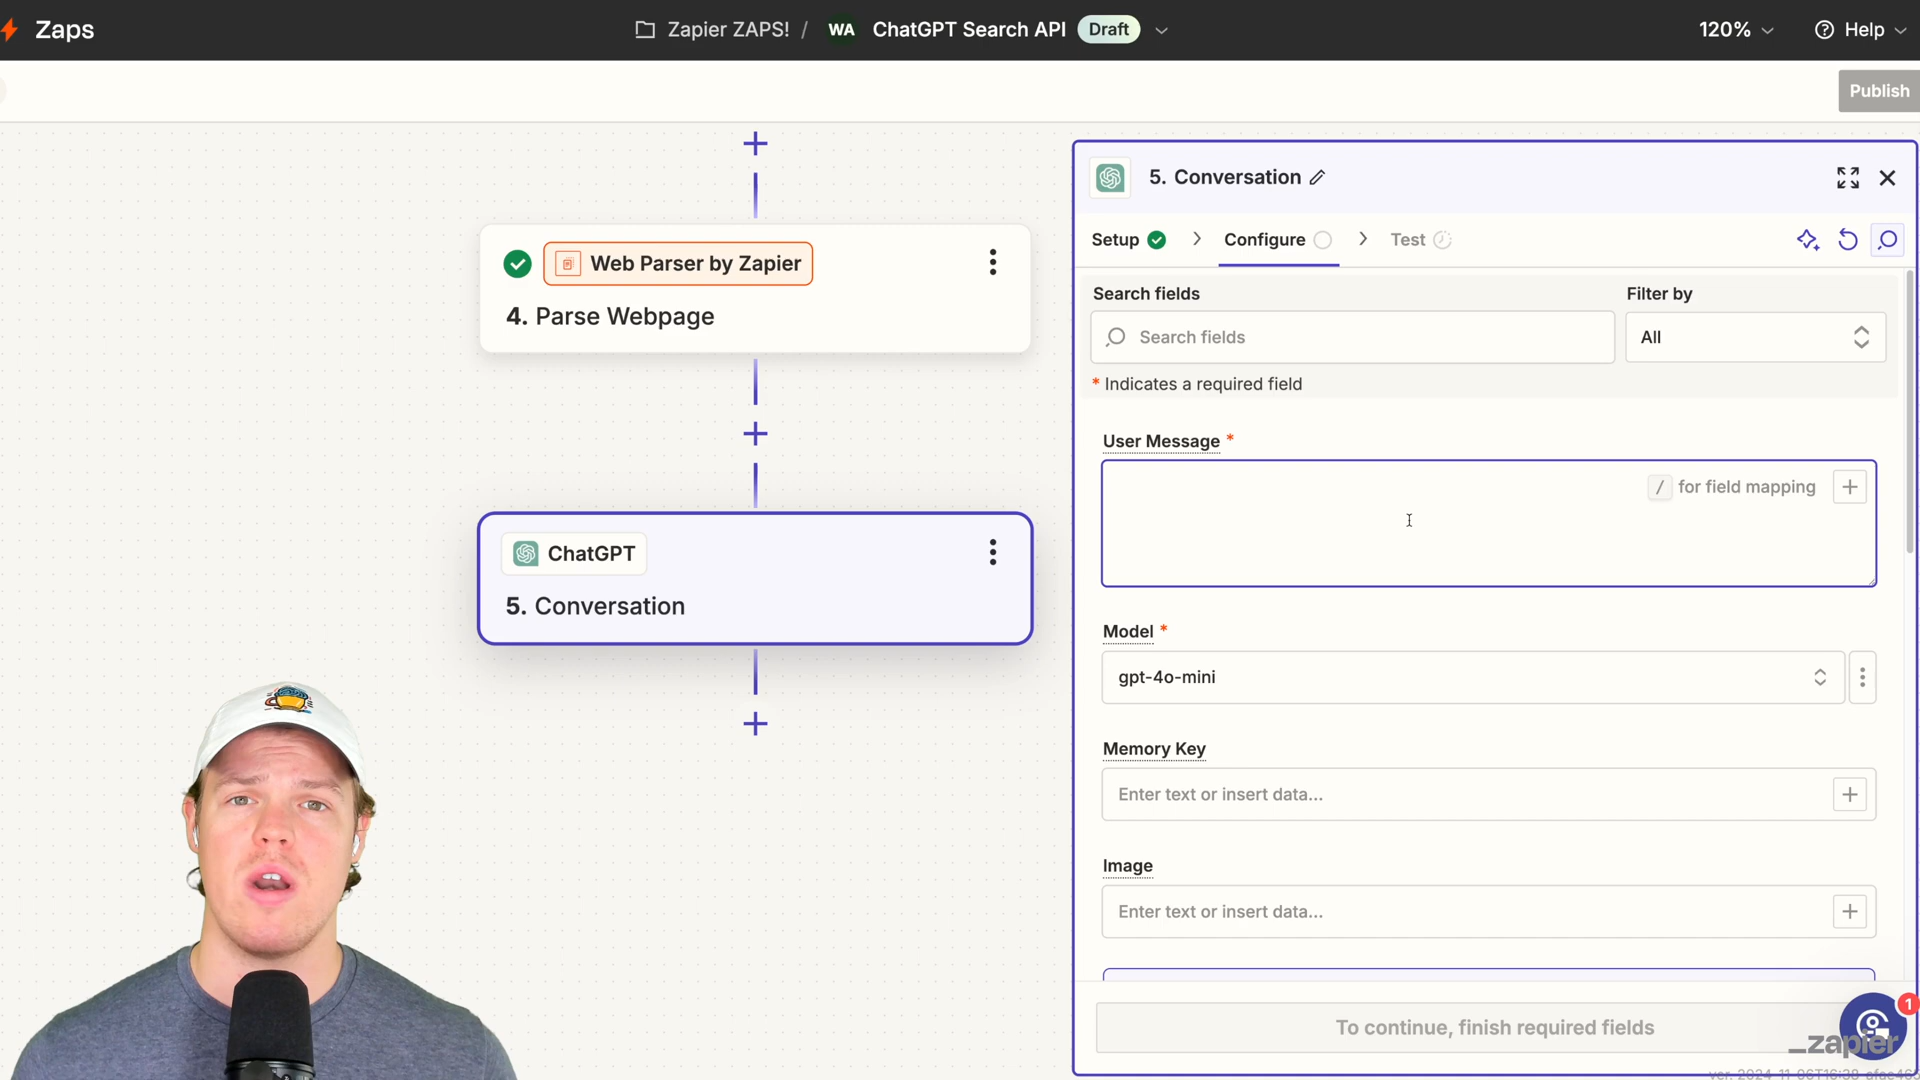 Zaps
Zapier ZAPS! / WA ChatGPT Search API Draft
120%
Help
Publish
Web Parser by Zapier
4. Parse Webpage
ChatGPT
5. Conversation
5. Conversation
Setup
Configure
Test
Search fields
Filter by
Search fields
All
* Indicates a required field
User Message *
/ for field mapping
Model *
gpt-4o-mini
Memory Key
Enter text or insert data...
Image
Enter text or insert data...
To continue, finish required fields
1
_zapier